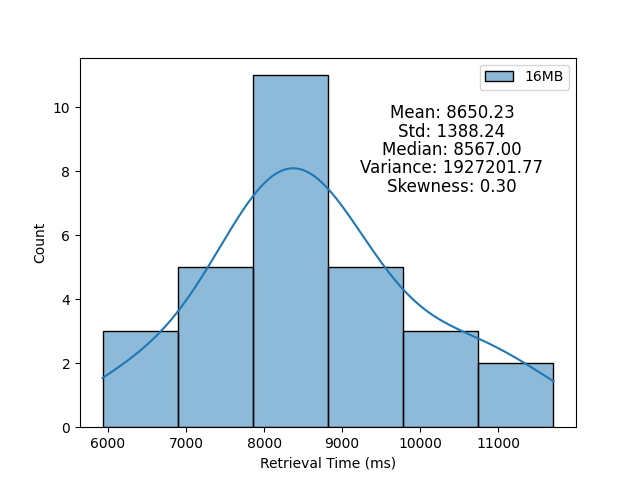 16MB
Mean: 8650.23
Std: 1388.24
Median: 8567.00
Variance: 1927201.77
Skewness: 0.30
Count
10
8
6
4
2
0
6000 7000 8000 9000 10000 11000
Retrieval Time (ms)